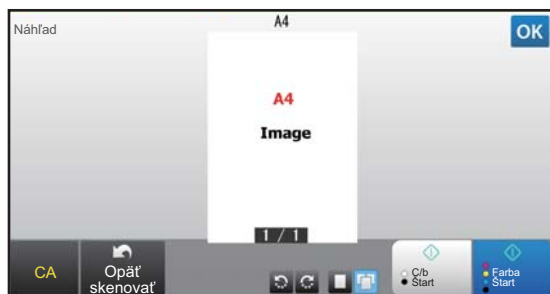 Náhľad
A4
OK
A4
Image
1 / 1
CA
Opäť
skenovať
C/b
Štart
Farba
Štart